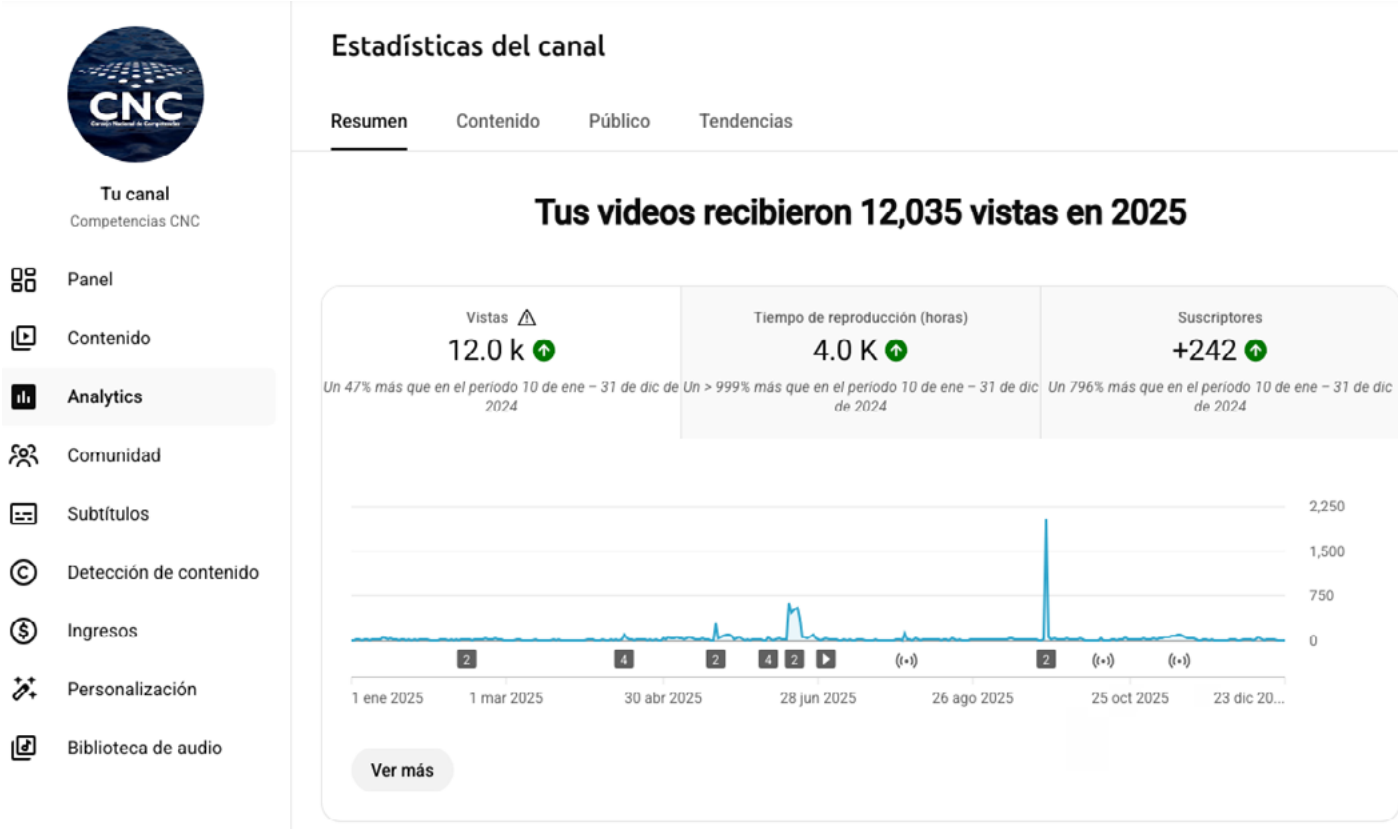 CNC
Consejo Nacional de Competencias
Tu canal
Competencias CNC
Panel
Contenido
Analytics
Comunidad
Subtítulos
Detección de contenido
Ingresos
Personalización
Biblioteca de audio
Estadísticas del canal
Resumen Contenido Público Tendencias
Tus videos recibieron 12,035 vistas en 2025
Vistas
12.0 k
Un 47% más que en el período 10 de ene – 31 de dic de
2024
Tiempo de reproducción (horas)
4.0 K
Un > 999% más que en el período 10 de ene – 31 de dic
de 2024
Suscriptores
+242
Un 796% más que en el período 10 de ene – 31 de dic
de 2024
2,250
1,500
750
0
2 4 2 4 2 2
1 ene 2025 1 mar 2025 30 abr 2025 28 jun 2025 26 ago 2025 25 oct 2025 23 dic 20...
Ver más